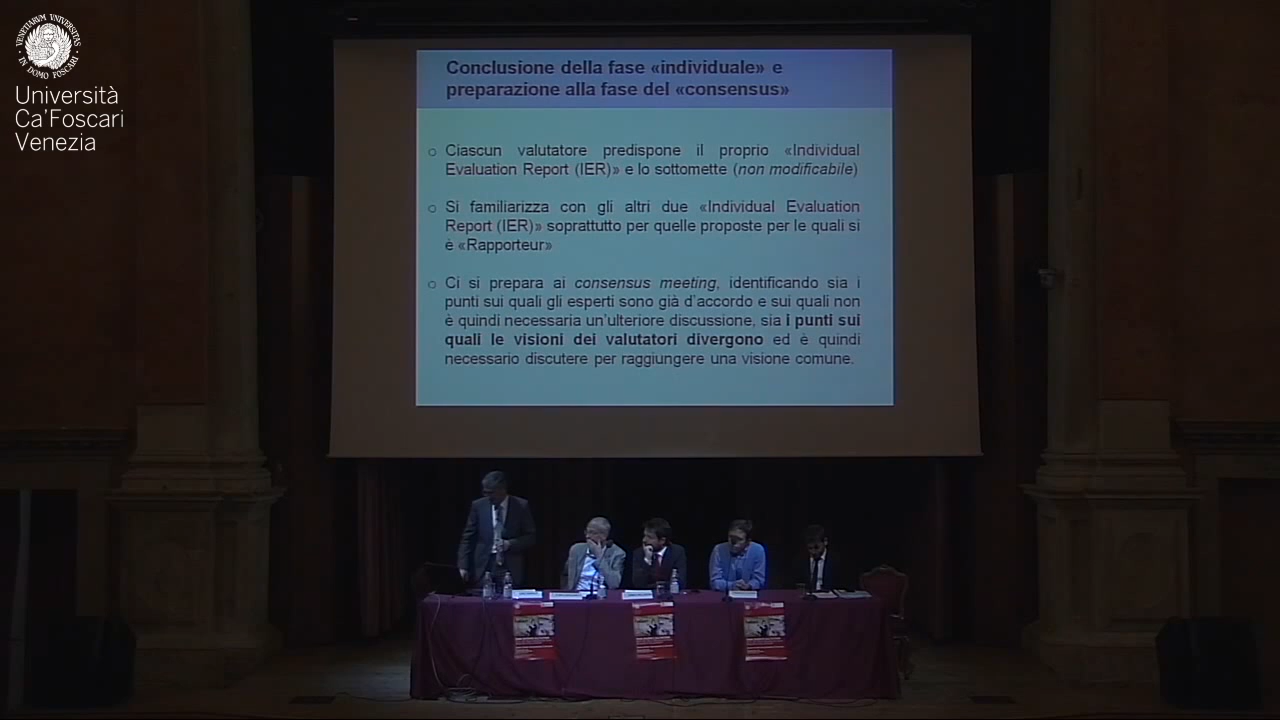 VENETIARVM VNIVERSITAS
IN DOMO FOSCARI
Università
Ca'Foscari
Venezia
Conclusione della fase «individuale» e
preparazione alla fase del «consensus»
○ Ciascun valutatore predispone il proprio «Individual
Evaluation Report (IER)» e lo sottomette (non modificabile)
○ Si familiarizza con gli altri due «Individual Evaluation
Report (IER)» soprattutto per quelle proposte per le quali si
è «Rapporteur»
○ Ci si prepara ai consensus meeting, identificando sia i
punti sui quali gli esperti sono già d'accordo e sui quali non
è quindi necessaria un'ulteriore discussione, sia i punti sui
quali le visioni dei valutatori divergono ed è quindi
necessario discutere per raggiungere una visione comune.